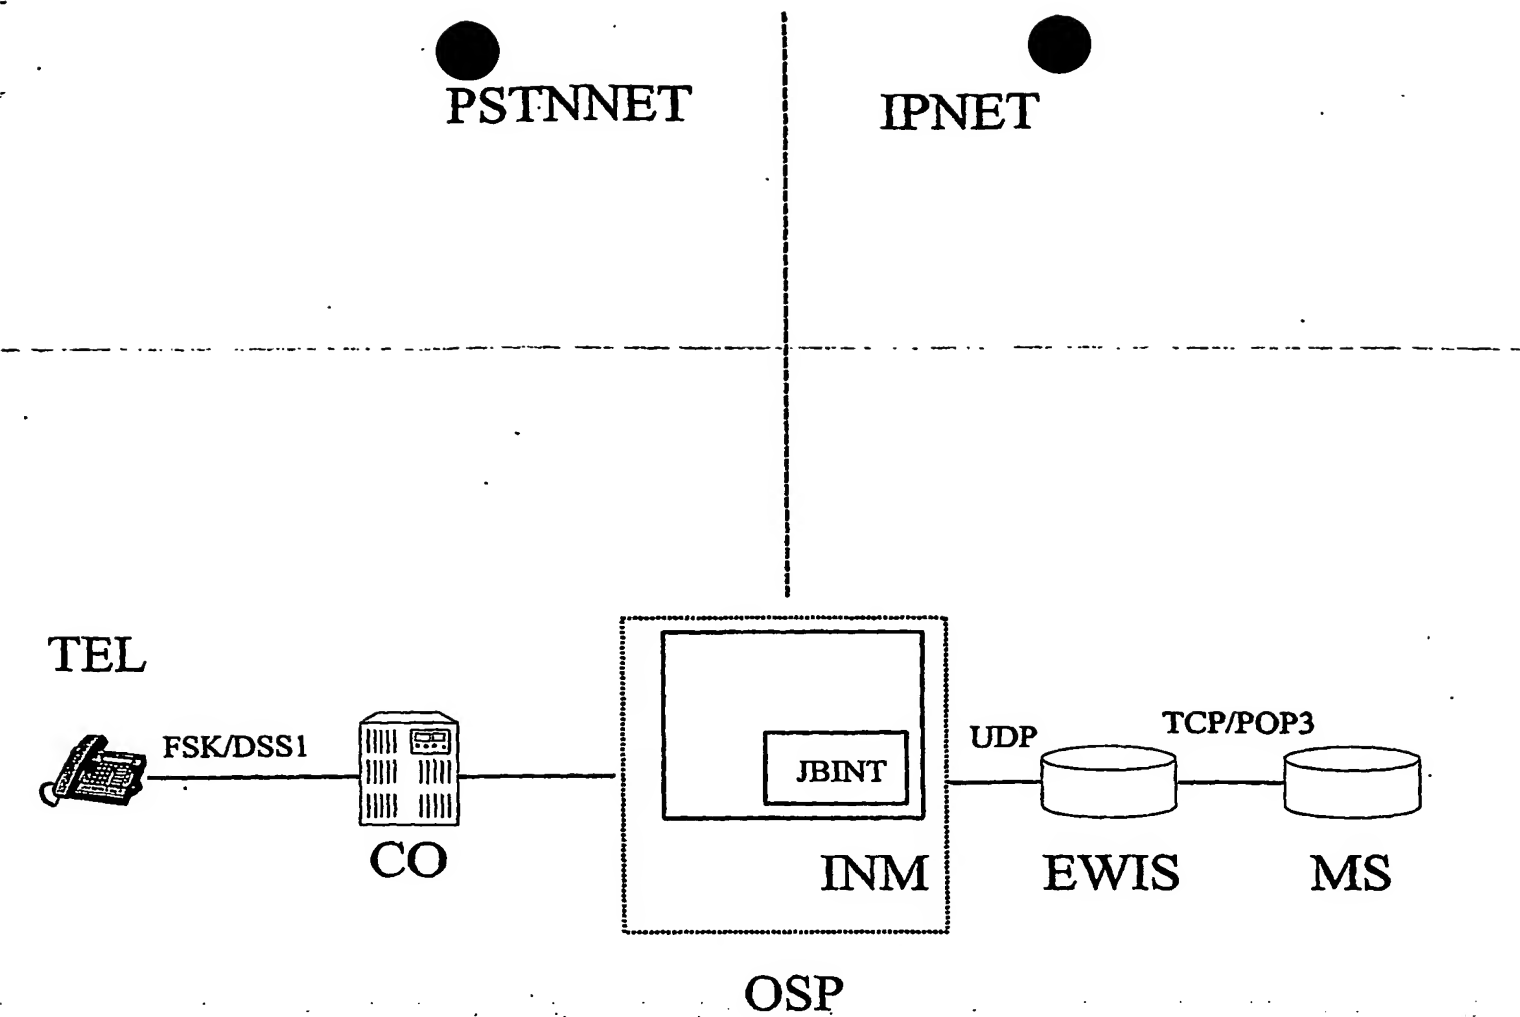 PSTNNET
IPNET
TEL
FSK/DSS1
UDP
TCP/POP3
JBINT
CO
INM
EWIS
MS
OSP